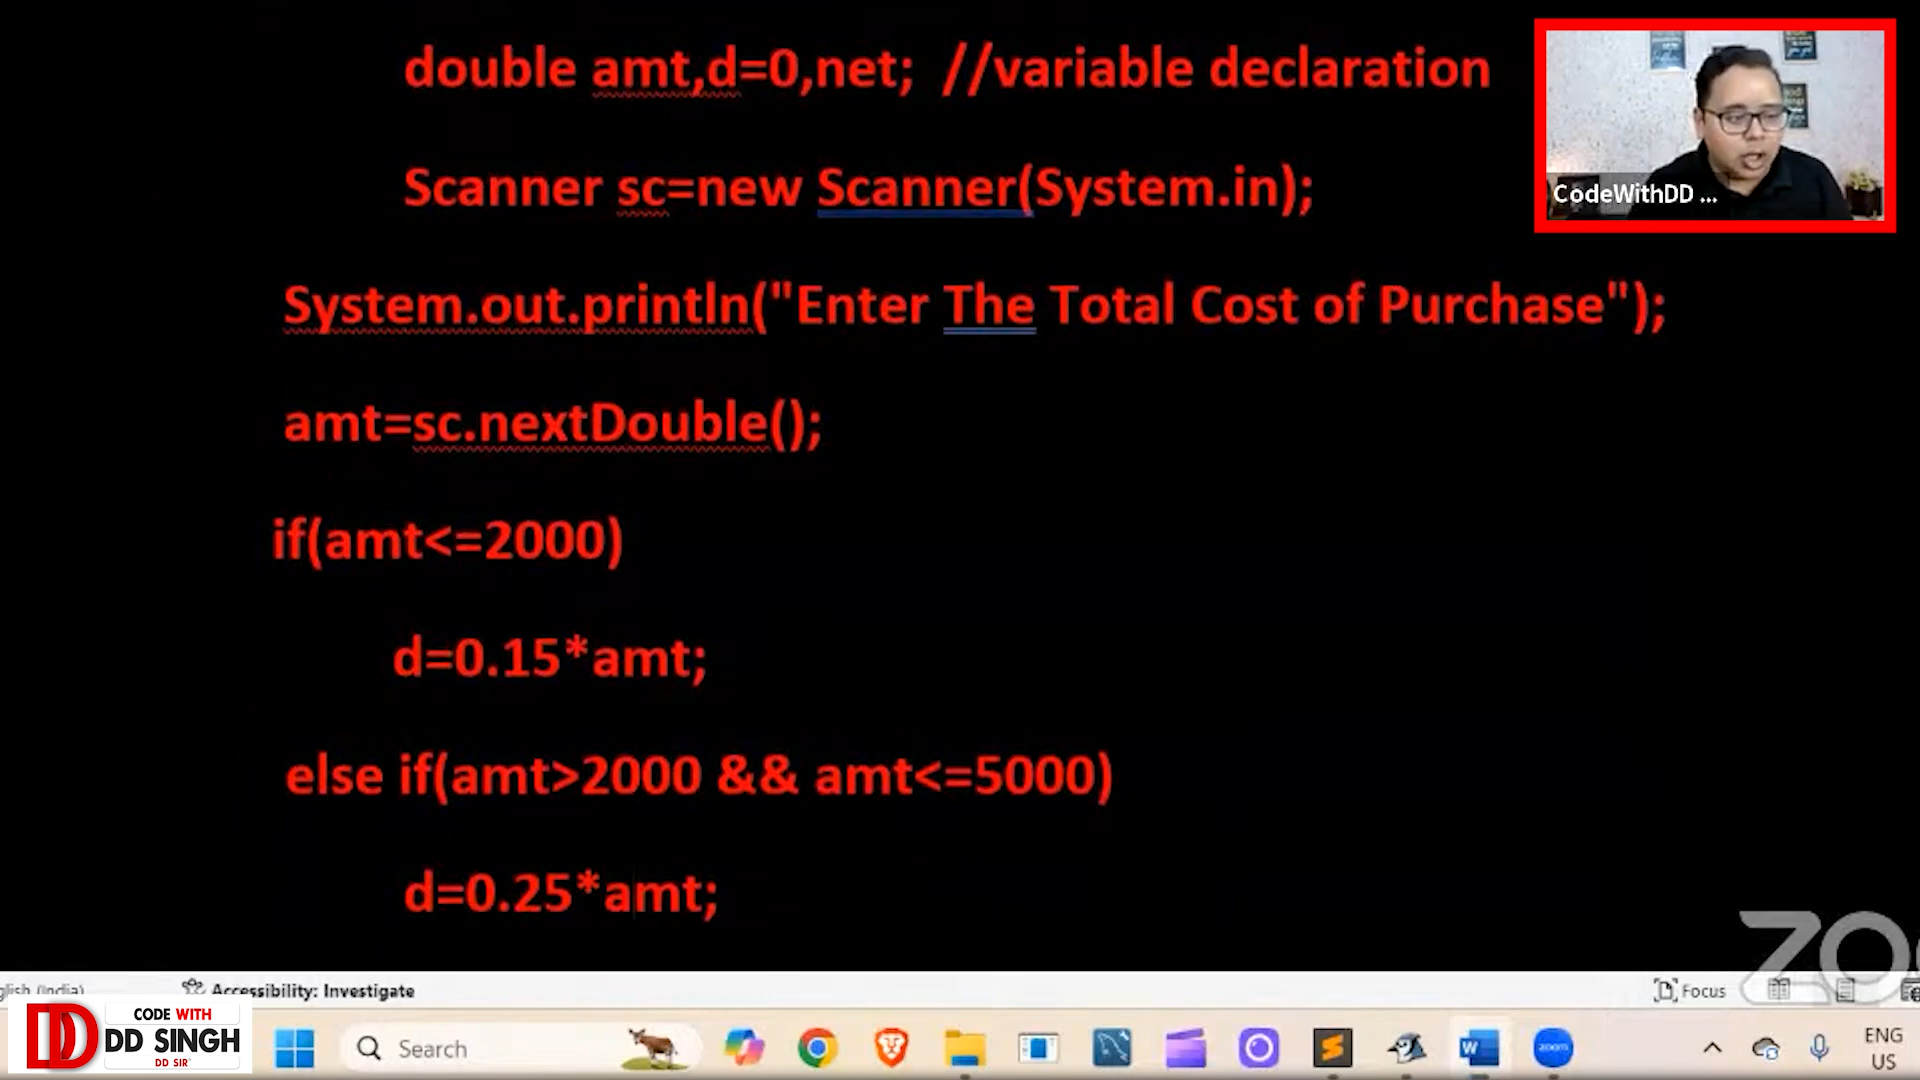 double amt,d=0,net;  //variable declaration
Scanner sc=new Scanner(System.in);
CodeWithDD ...
System.out.println("Enter The Total Cost of Purchase");
amt=sc.nextDouble();
if(amt<=2000)
d=0.15*amt;
else if(amt>2000 && amt<=5000)
d=0.25*amt;
(India)
Accessibility: Investigate
Focus
CODE WITH
DD SINGH
DD SIR
Search
zoom
ENG
US